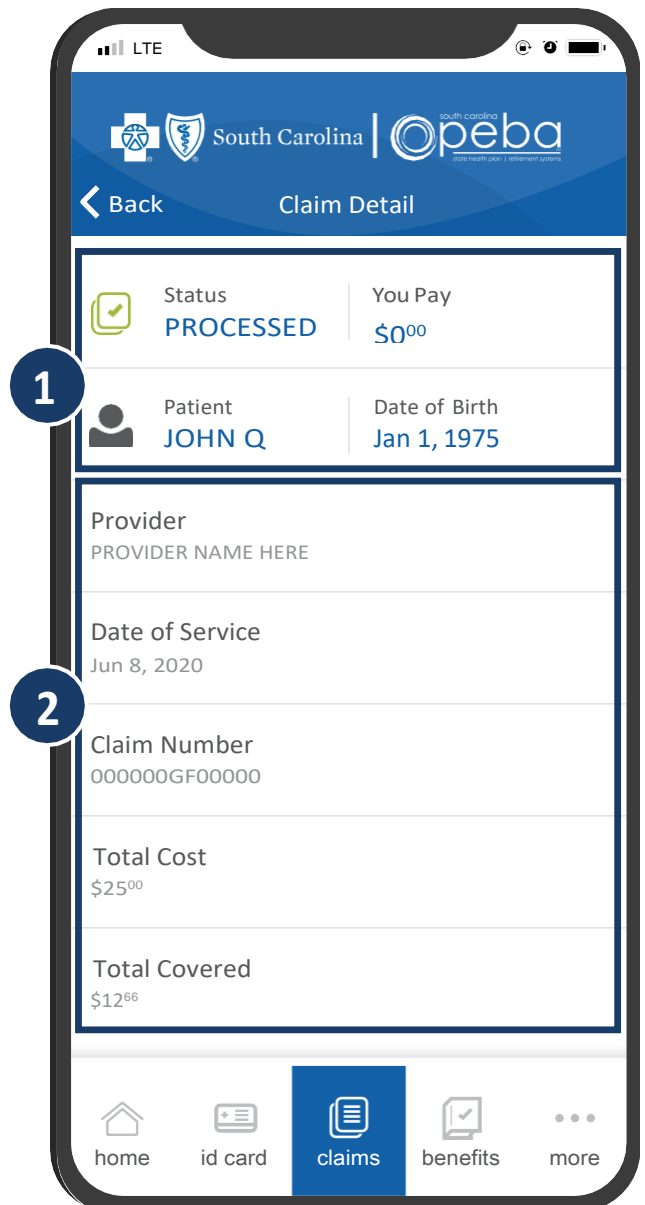 LTE
south carolina
South Carolina peba
state health plan | retirement systems
Back Claim Detail
Status You Pay
PROCESSED $0⁰⁰
1
Patient Date of Birth
JOHN Q Jan 1, 1975
Provider
PROVIDER NAME HERE
Date of Service
Jun 8, 2020
2
Claim Number
000000GF00000
Total Cost
$25⁰⁰
Total Covered
$12⁶⁶
home id card claims benefits more